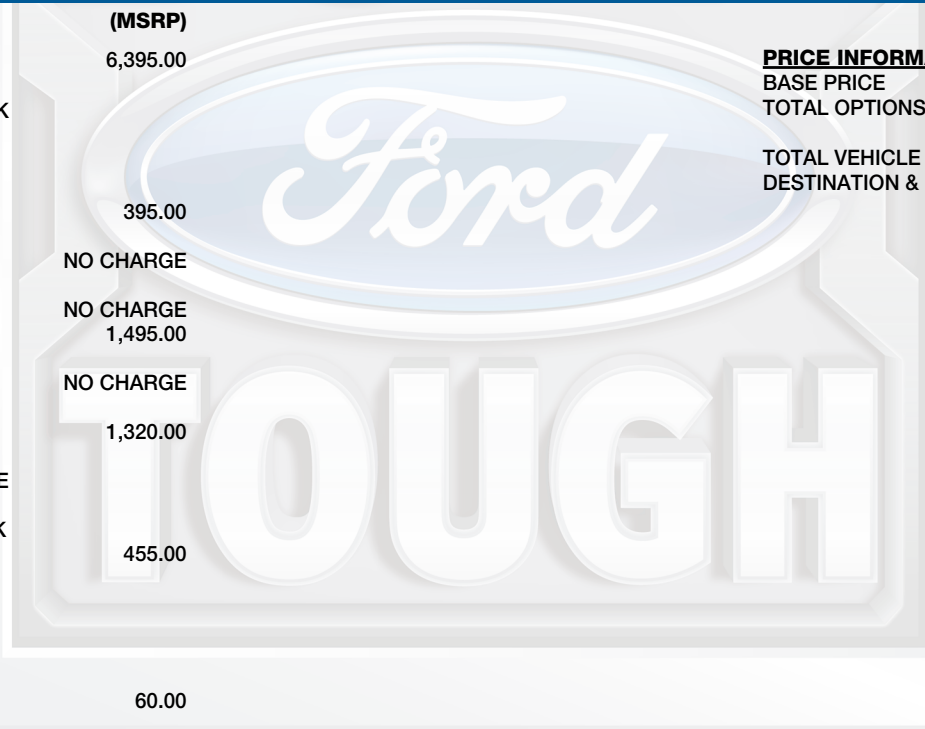 (MSRP)
6,395.00
K
395.00
NO CHARGE
NO CHARGE
1,495.00
NO CHARGE
1,320.00
E
K
455.00
60.00
PRICE INFORMA
BASE PRICE
TOTAL OPTIONS
TOTAL VEHICLE
DESTINATION &
Ford
TOUGH